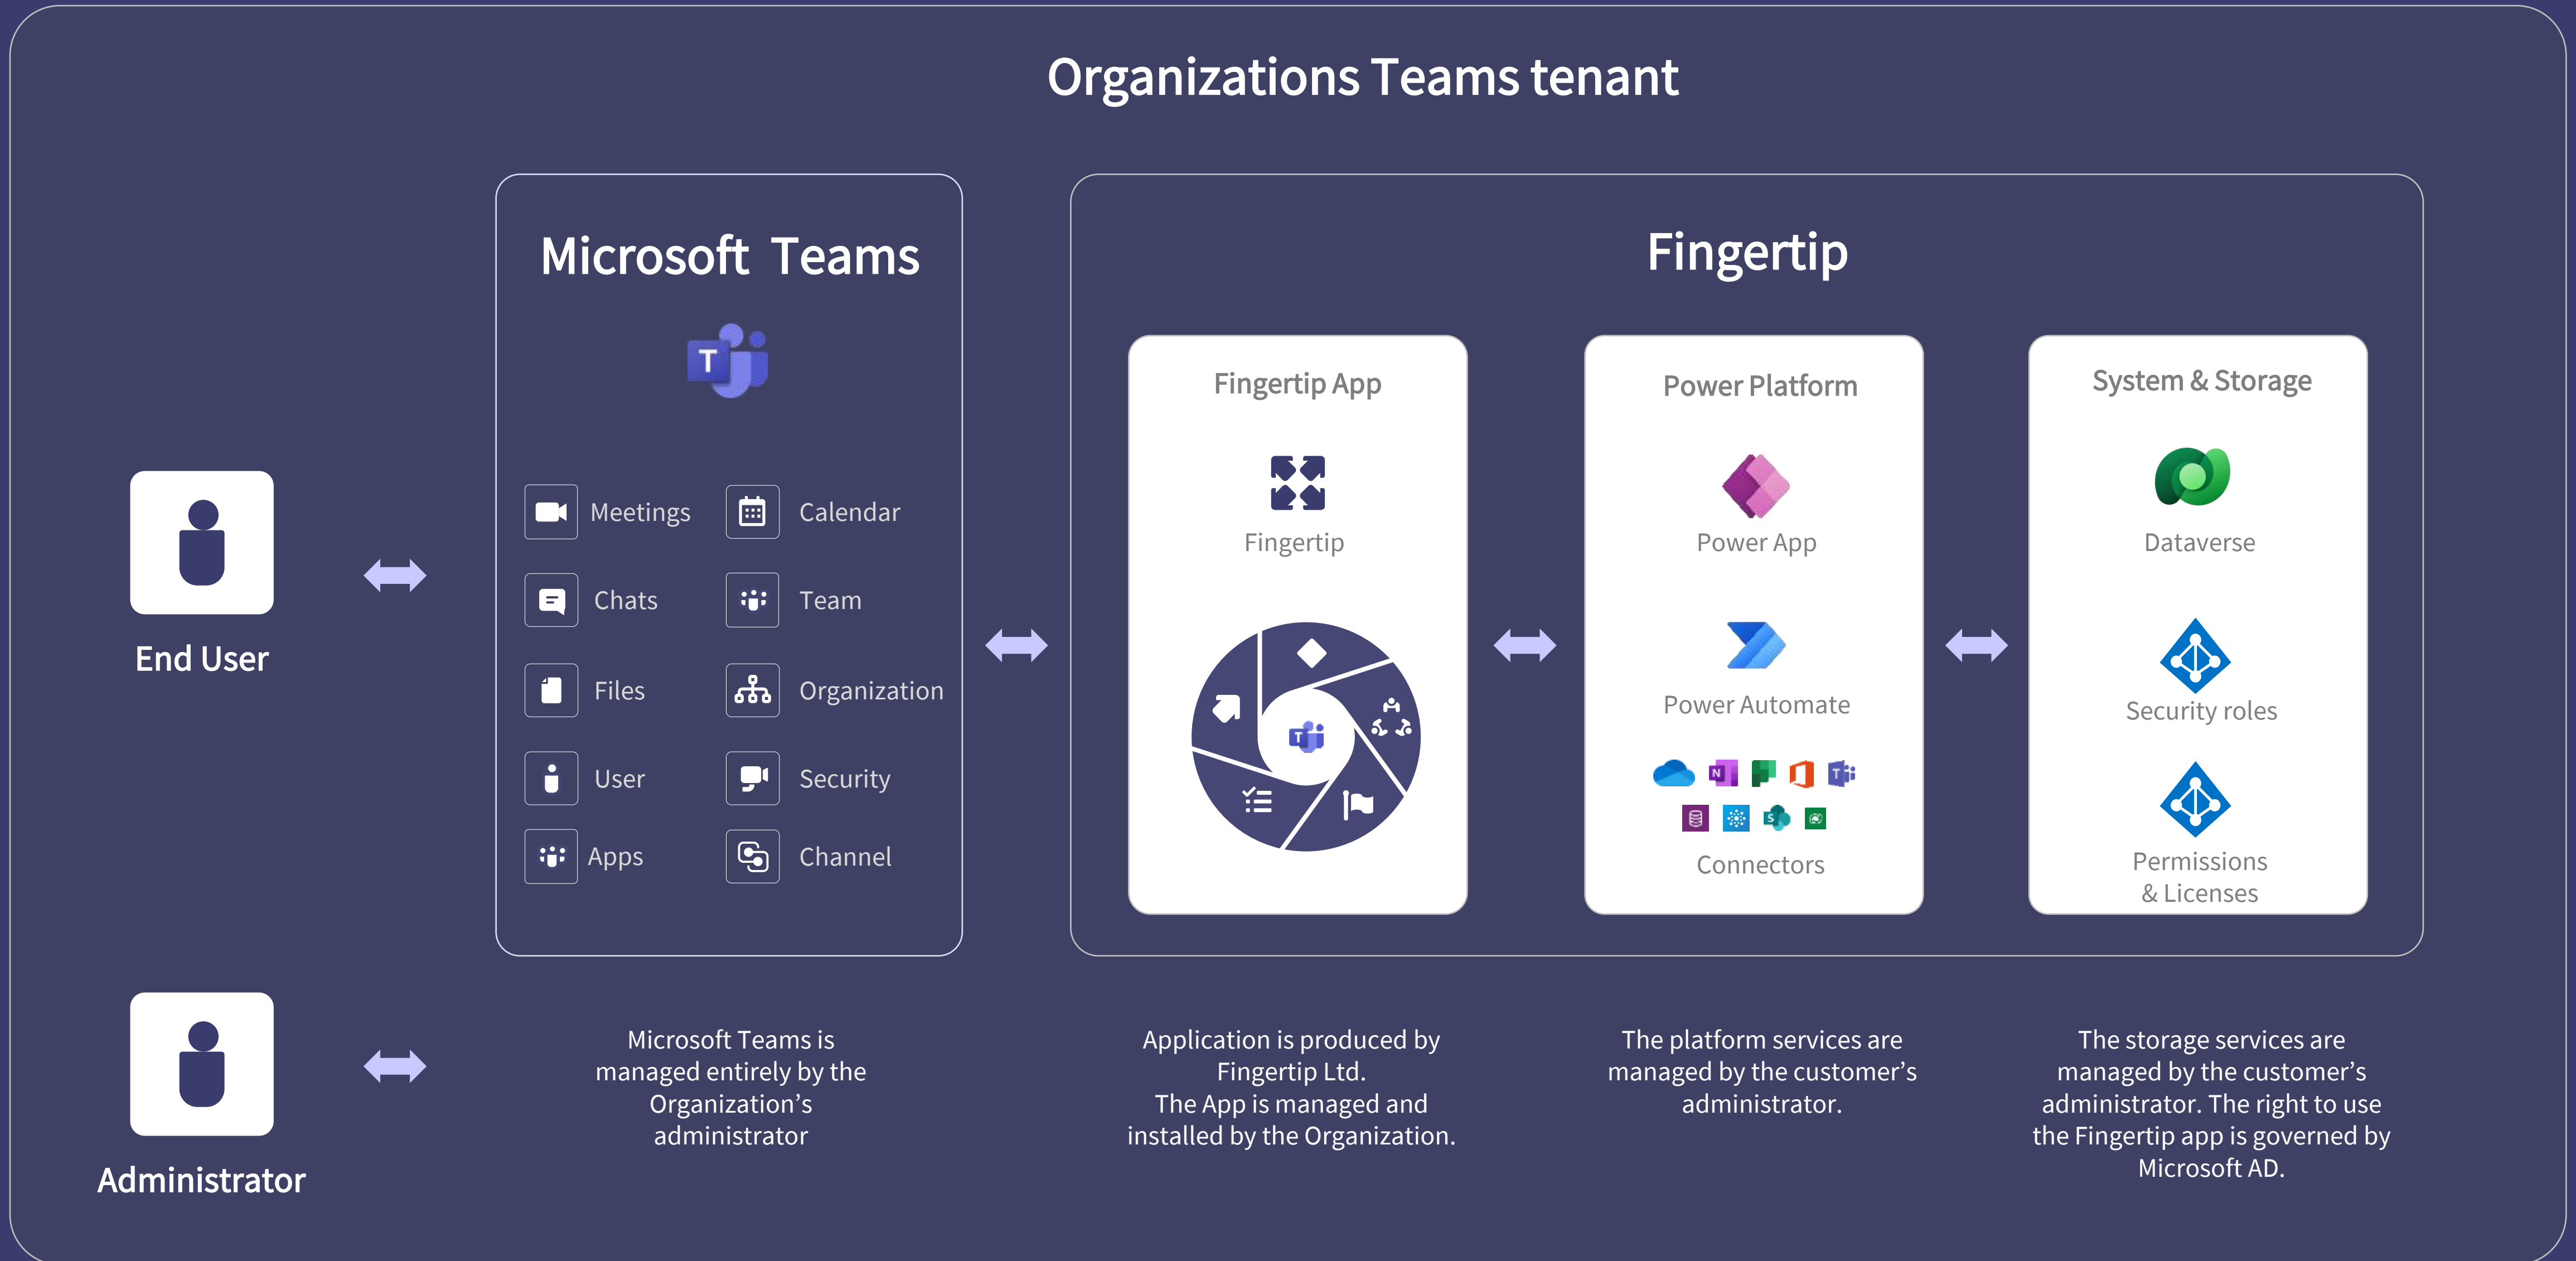 Organizations Teams tenant
Microsoft Teams
T
Meetings
Calendar
Chats
Team
Files
Organization
User
Security
Apps
Channel
End User
Administrator
Fingertip
Fingertip App
Fingertip
T
Power Platform
Power App
Power Automate
N
T
S
Connectors
System & Storage
Dataverse
Security roles
Permissions
& Licenses
Microsoft Teams is
managed entirely by the
Organization’s
administrator
Application is produced by
Fingertip Ltd.
The App is managed and
installed by the Organization.
The platform services are
managed by the customer’s
administrator.
The storage services are
managed by the customer’s
administrator. The right to use
the Fingertip app is governed by
Microsoft AD.